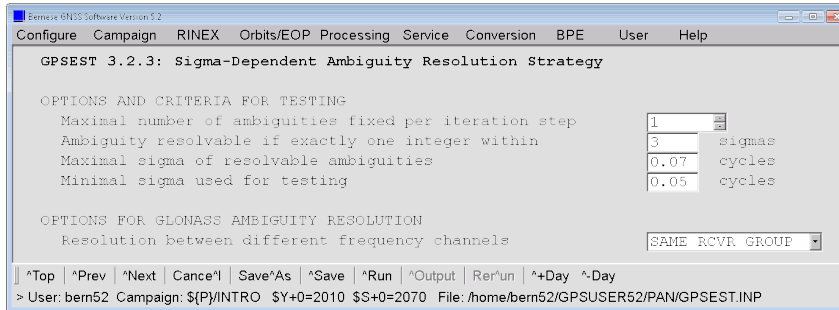 Bernese GNSS Software Version 5.2
Configure Campaign RINEX Orbits/EOP Processing Service Conversion BPE User Help
GPSEST 3.2.3: Sigma-Dependent Ambiguity Resolution Strategy
OPTIONS AND CRITERIA FOR TESTING
Maximal number of ambiguities fixed per iteration step 1
Ambiguity resolvable if exactly one integer within 3 sigmas
Maximal sigma of resolvable ambiguities 0.07 cycles
Minimal sigma used for testing 0.05 cycles
OPTIONS FOR GLONASS AMBIGUITY RESOLUTION
Resolution between different frequency channels SAME RCVR GROUP
^Top | ^Prev | ^Next | Cance^l | Save^As | ^Save | ^Run | ^Output | Rer^un | ^+Day ^-Day
> User: bern52 Campaign: ${P}/INTRO $Y+0=2010 $S+0=2070 File: /home/bern52/GPSUSER52/PAN/GPSEST.INP